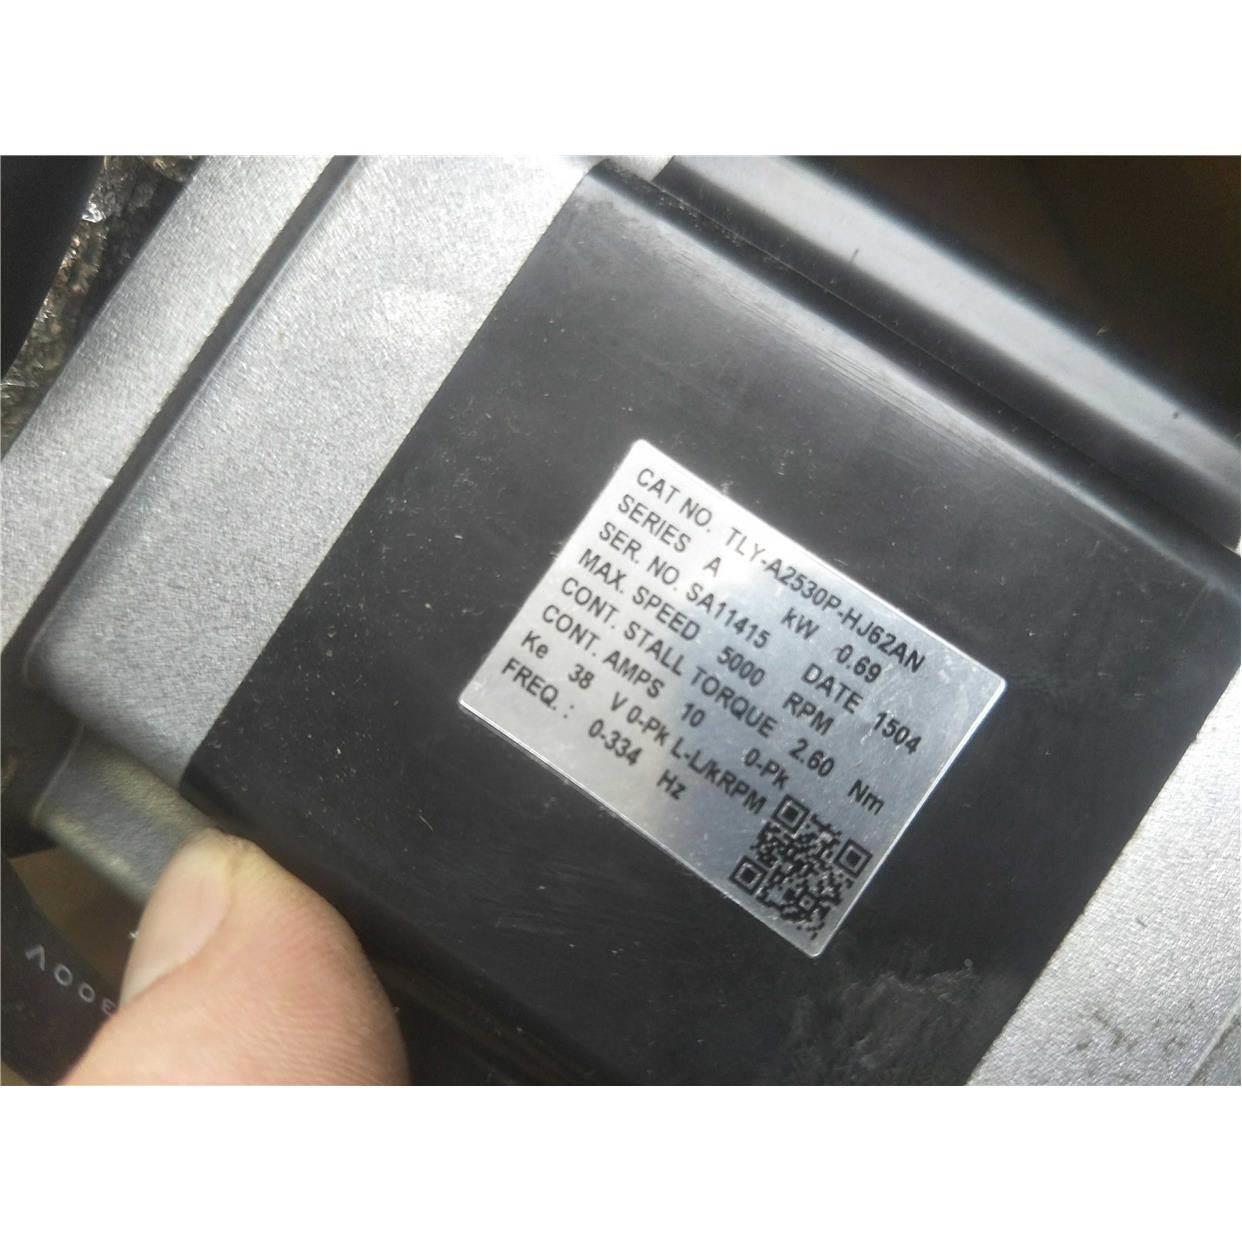 CAT NO. TLY-A2530P-HJ62AN
SERIES A kW 0.69
SER. NO. SA11415 DATE 1504
MAX. SPEED 5000 RPM
CONT. STALL TORQUE 2.60 Nm
CONT. AMPS 10 0-Pk
Ke 38 V 0-Pk L-L/kRPM
FREQ. : 0-334 Hz
300V